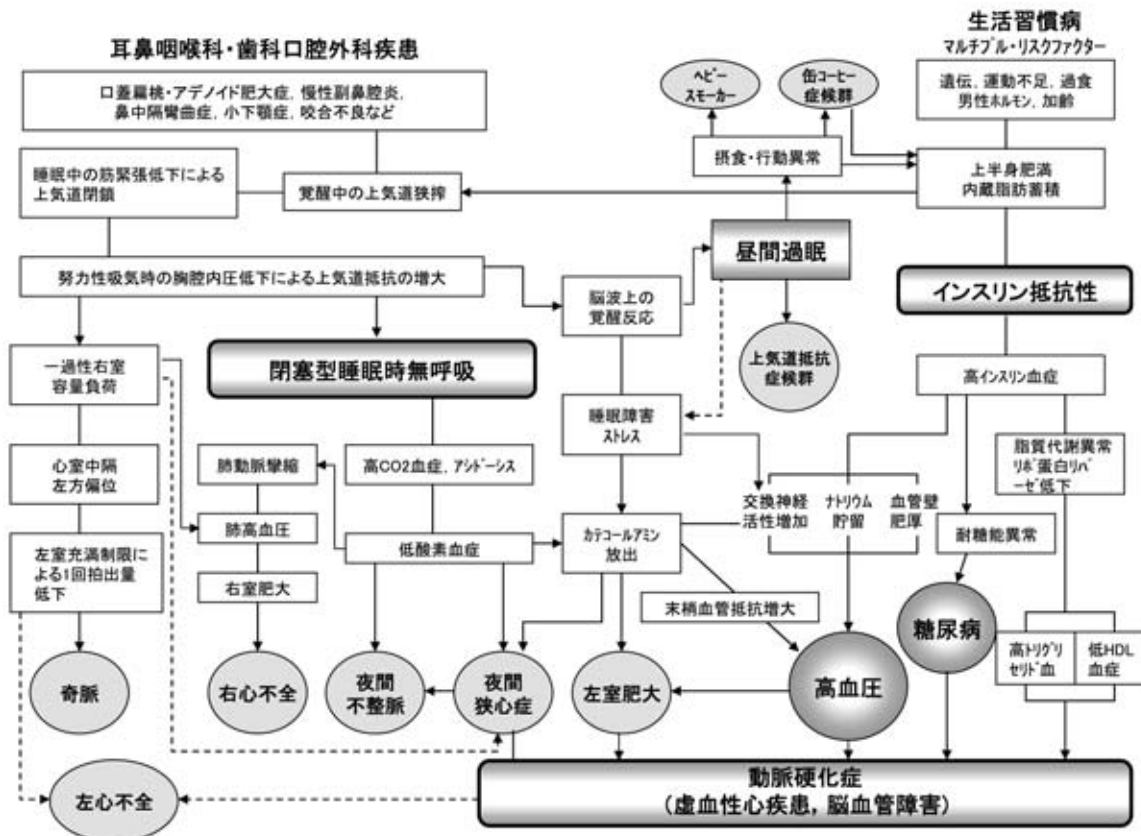 耳鼻咽喉科・歯科口腔外科疾患
口蓋扁桃・アデノイド肥大症, 慢性副鼻腔炎,
鼻中隔彎曲症, 小下顎症, 咬合不良など
ヘビー
スモーカー
缶コーヒー
症候群
生活習慣病
マルチプル・リスクファクター
遺伝, 運動不足, 過食
男性ホルモン, 加齢
睡眠中の筋緊張低下による
上気道閉鎖
覚醒中の上気道狭搾
摂食・行動異常
上半身肥満
内蔵脂肪蓄積
努力性吸気時の胸腔内圧低下による上気道抵抗の増大
脳波上の
覚醒反応
昼間過眠
インスリン抵抗性
一過性右室
容量負荷
閉塞型睡眠時無呼吸
上気道抵抗
症候群
高インスリン血症
睡眠障害
ストレス
心室中隔
左方偏位
肺動脈攣縮
高CO2血症, アシドーシス
脂質代謝異常
リポ蛋白リパ
ーゼ低下
交換神経
活性増加
ナトリウム
貯留
血管壁
肥厚
肺高血圧
低酸素血症
カテコールアミン
放出
耐糖能異常
左室充満制限に
よる1回拍出量
低下
右室肥大
末梢血管抵抗増大
糖尿病
高トリグリ
セリド血
低HDL
血症
奇脈
右心不全
夜間
不整脈
夜間
狭心症
左室肥大
高血圧
左心不全
動脈硬化症
(虚血性心疾患, 脳血管障害)